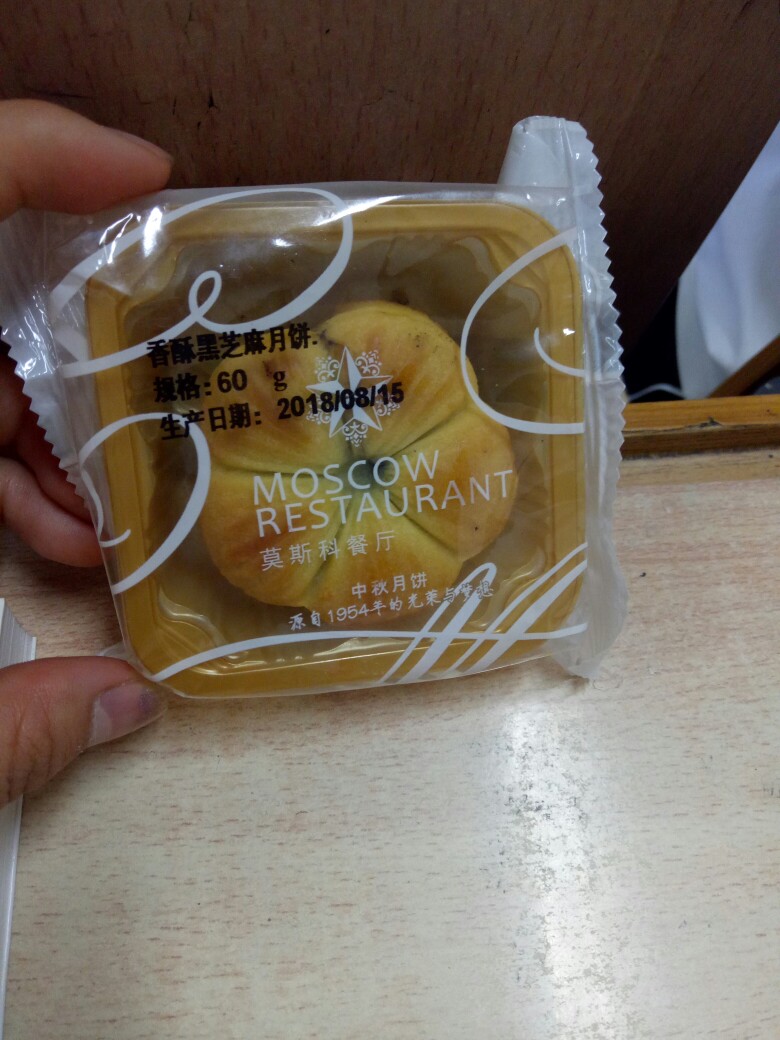 香酥黑芝麻月饼.
规格: 60 g
生产日期: 2018/08/15
MOSCOW
RESTAURANT
莫斯科餐厅
中秋月饼
源自1954年的光荣与梦想